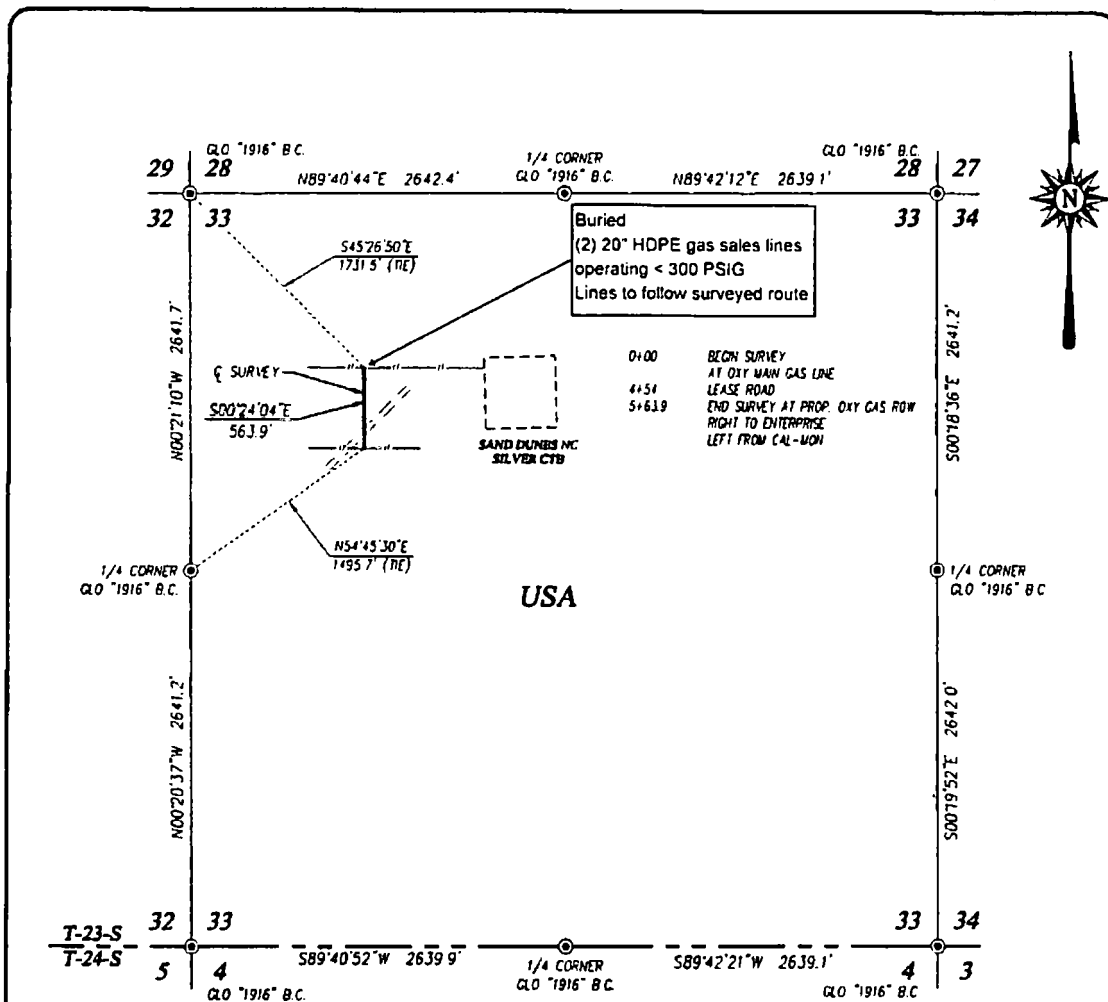 GLO "1916" B.C.
1/4 CORNER
GLO "1916" B.C.
GLO "1916" B.C.
29 28
28 27
N89°40'44"E 2642.4'
N89°42'12"E 2639.1'
32 33
33 34
N
Buried
(2) 20" HDPE gas sales lines
operating < 300 PSIG
Lines to follow surveyed route
S45°26'50"E
1731.5' (TIE)
N00°21'10"W 2641.7'
S00°18'36"E 2641.2'
℄ SURVEY
S00°24'04"E
563.9'
0+00 BEGIN SURVEY
AT OXY MAIN GAS LINE
4+54 LEASE ROAD
5+63.9 END SURVEY AT PROP. OXY GAS ROW
RIGHT TO ENTERPRISE
LEFT FROM CAL-MON
SAND DUNES NC
SILVER CTB
N54°45'30"E
1495.7' (TIE)
1/4 CORNER
GLO "1916" B.C.
1/4 CORNER
GLO "1916" B.C
USA
N00°20'37"W 2641.2'
S00°19'52"E 2642.0'
T-23-S
T-24-S
32 33
33 34
S89°40'52"W 2639.9'
S89°42'21"W 2639.1'
5 4
4 3
GLO "1916" B.C.
1/4 CORNER
GLO "1916" B.C.
GLO "1916" B.C